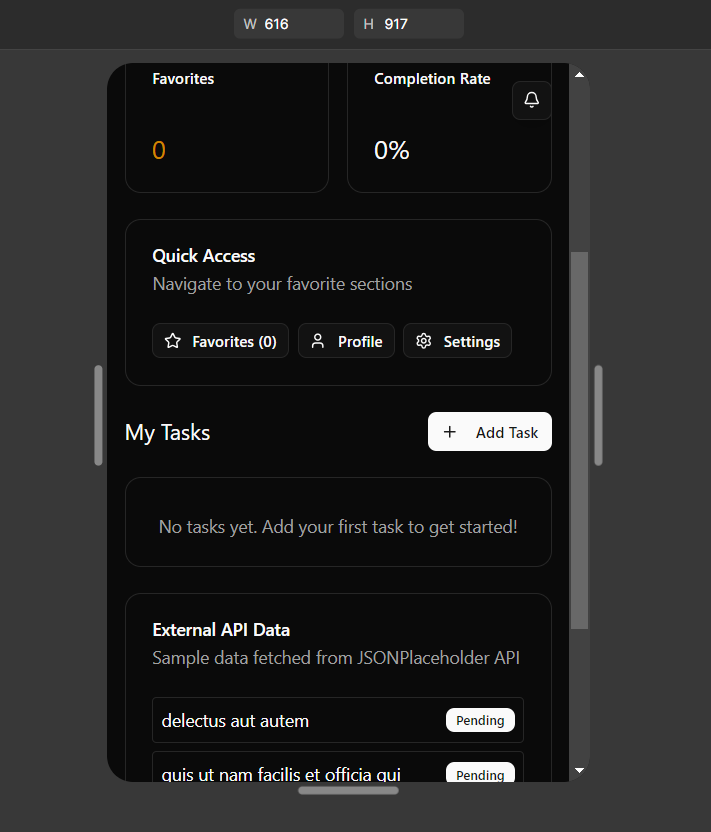 W 616 H 917
Favorites
Completion Rate
0
0%
Quick Access
Navigate to your favorite sections
Favorites (0)
Profile
Settings
My Tasks
+ Add Task
No tasks yet. Add your first task to get started!
External API Data
Sample data fetched from JSONPlaceholder API
delectus aut autem
Pending
quis ut nam facilis et officia qui
Pending